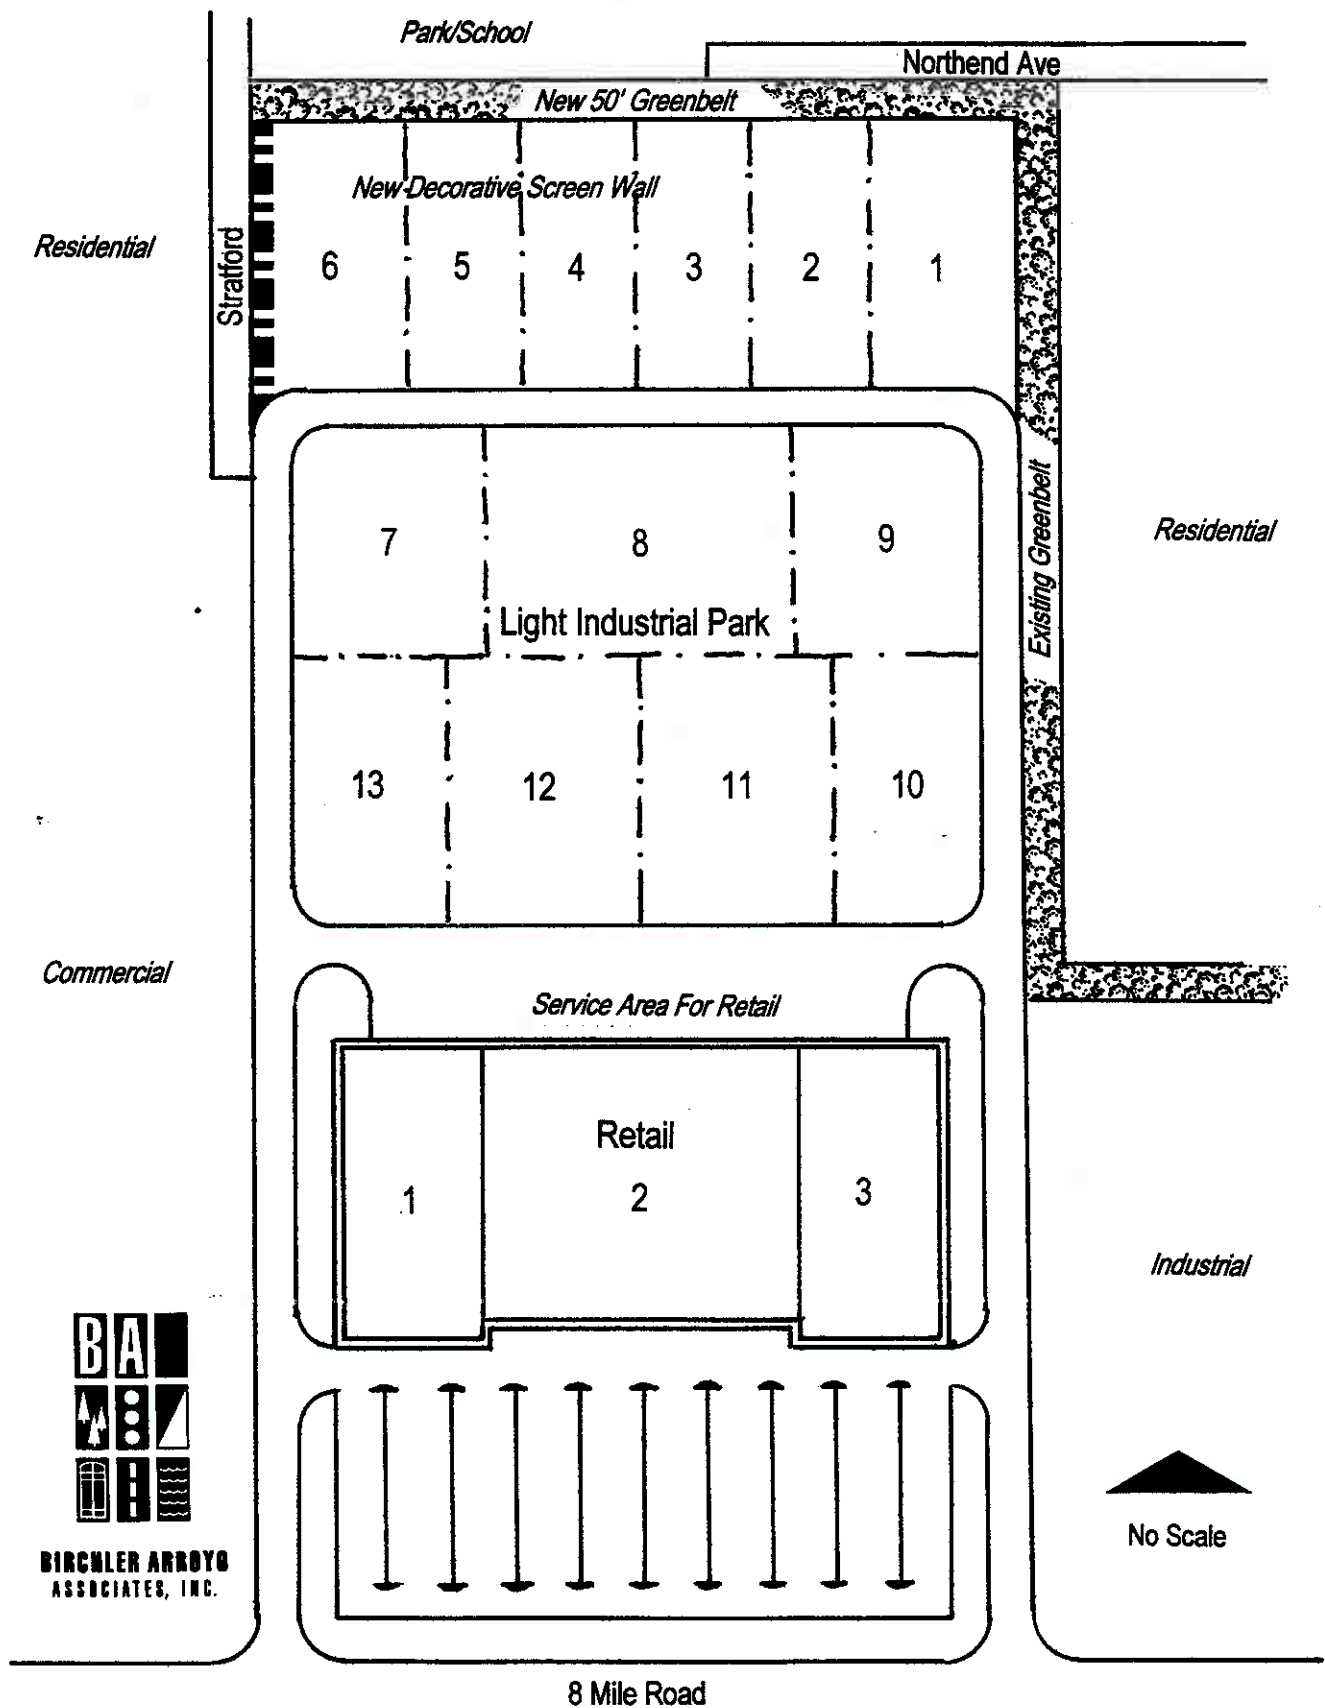 Park/School
Northend Ave
New 50' Greenbelt
New Decorative Screen Wall
Residential
Stratford
6 5 4 3 2 1
7 8 9
Existing Greenbelt
Residential
Light Industrial Park
13 12 11 10
Commercial
Service Area For Retail
Retail
1 2 3
Industrial
BA
BIRCHLER ARROYO
ASSOCIATES, INC.
No Scale
8 Mile Road